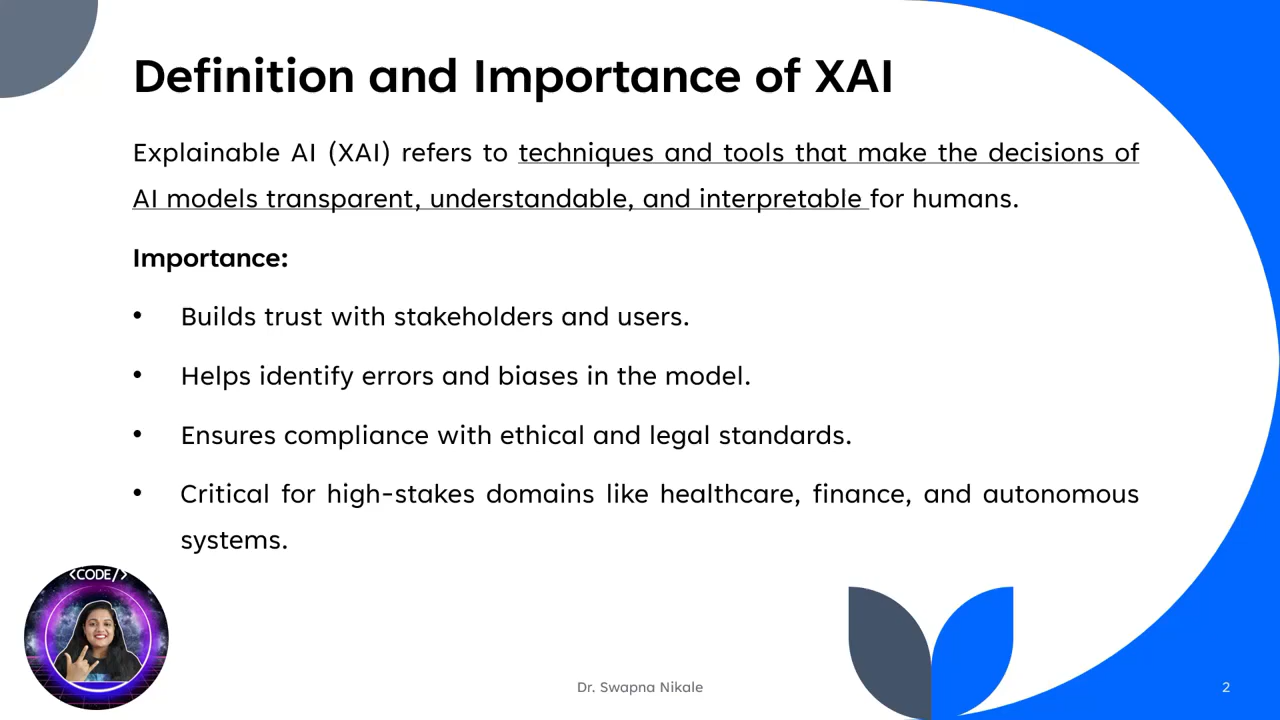 Definition and Importance of XAI
Explainable AI (XAI) refers to techniques and tools that make the decisions of
AI models transparent, understandable, and interpretable for humans.
Importance:
• Builds trust with stakeholders and users.
• Helps identify errors and biases in the model.
• Ensures compliance with ethical and legal standards.
• Critical for high-stakes domains like healthcare, finance, and autonomous
systems.
<CODE/>
Dr. Swapna Nikale
2